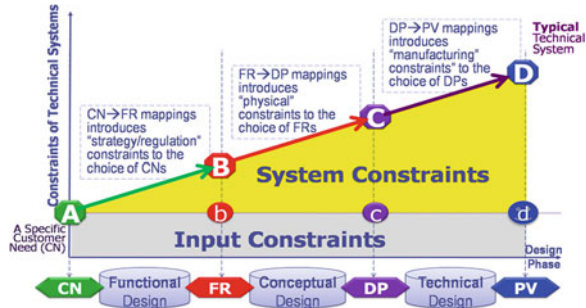 Constraints of Technical Systems
DP→PV mappings
introduces
"manufacturing
constraints" to the
choice of DPs
Typical
Technical
System
FR→DP mappings
introduces
"physical"
constraints to the
choice of FRs
CN→FR mappings
introduces
"strategy/regulation"
constraints to the
choice of CNs
A
B
C
D
System Constraints
b
c
d
A Specific
Customer
Need (CN)
Input Constraints
Design
Phase
CN
Functional
Design
FR
Conceptual
Design
DP
Technical
Design
PV